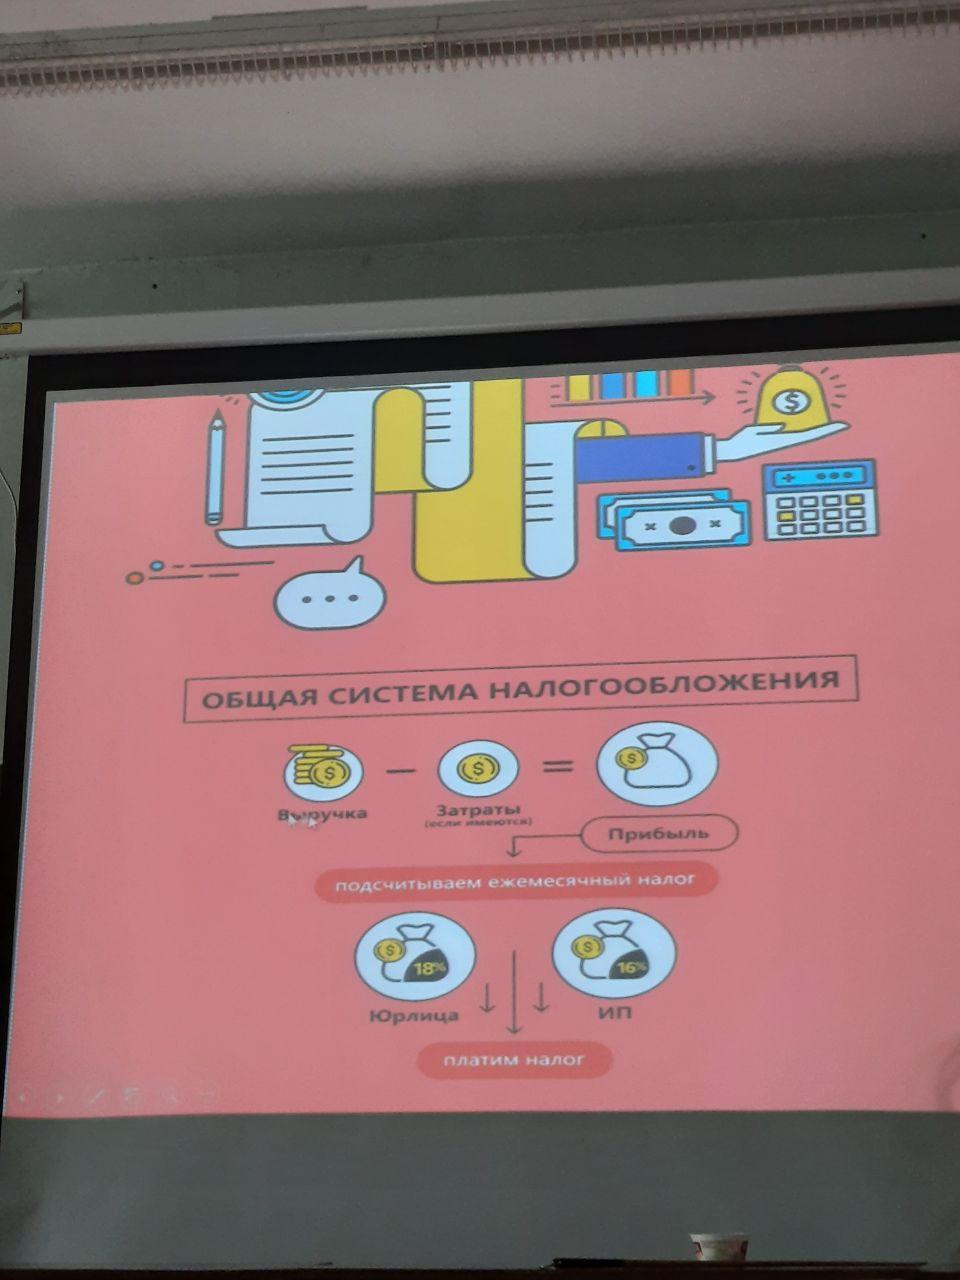 ОБЩАЯ СИСТЕМА НАЛОГООБЛОЖЕНИЯ
Выручка
Затраты
(если имеются)
Прибыль
подсчитываем ежемесячный налог
18%
16%
Юрлица
ИП
платим налог